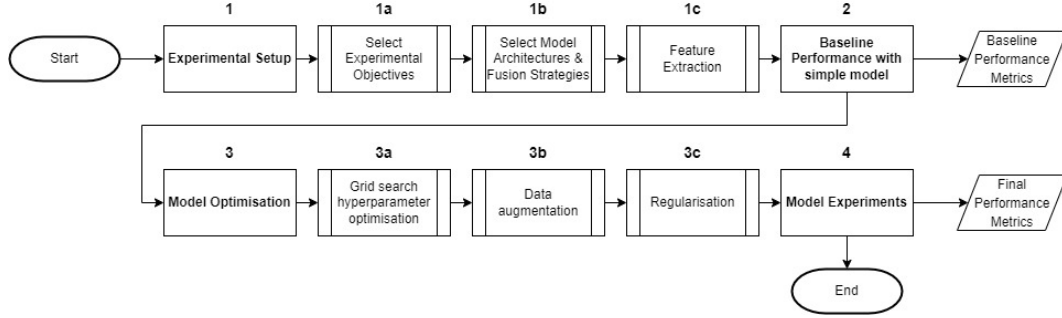 1
1a
1b
1c
2
Start
Experimental Setup
Select
Experimental
Objectives
Select Model
Architectures &
Fusion Strategies
Feature
Extraction
Baseline
Performance with
simple model
Baseline
Performance
Metrics
3
3a
3b
3c
4
Model Optimisation
Grid search
hyperparameter
optimisation
Data
augmentation
Regularisation
Model Experiments
Final
Performance
Metrics
End